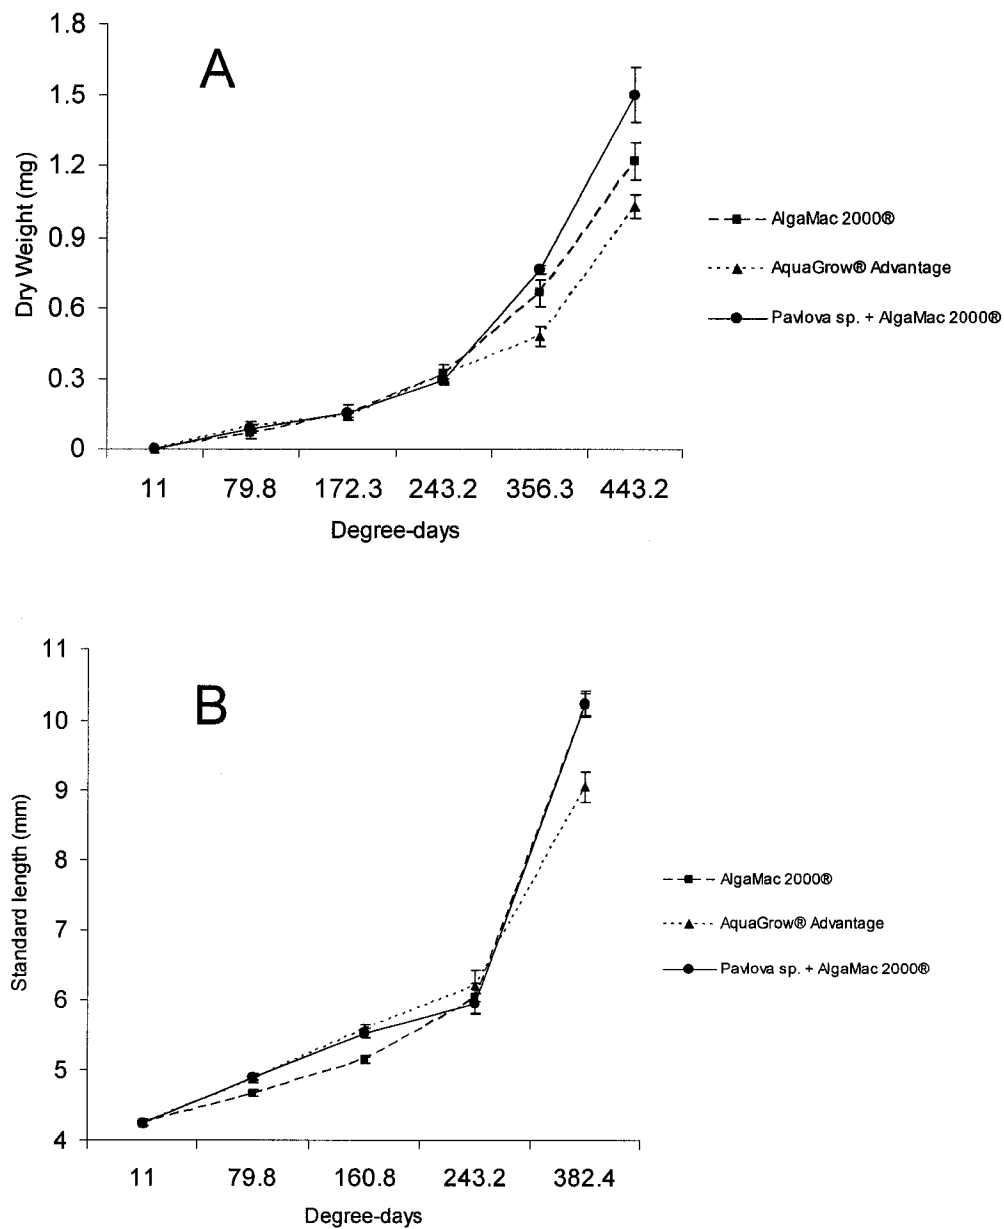 1.8
A
1.5
1.2
0.9
0.6
0.3
0
Dry Weight (mg)
11 79.8 172.3 243.2 356.3 443.2
Degree-days
AlgaMac 2000®
AquaGrow® Advantage
Pavlova sp. + AlgaMac 2000®
11
B
10
9
8
7
6
5
4
Standard length (mm)
11 79.8 160.8 243.2 382.4
Degree-days
AlgaMac 2000®
AquaGrow® Advantage
Pavlova sp. + AlgaMac 2000®